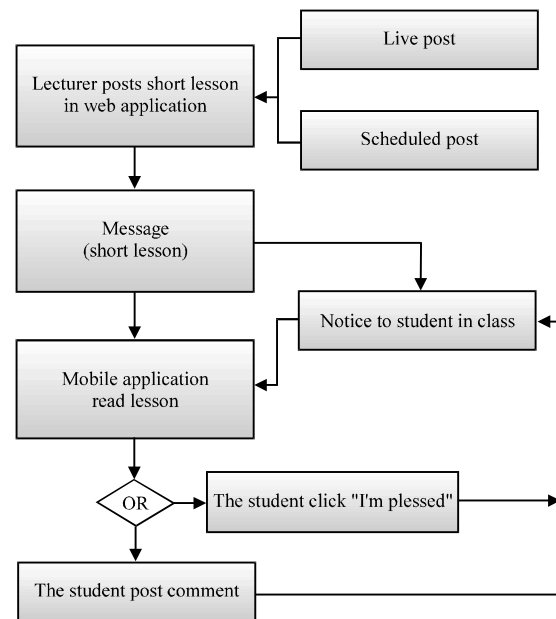 Live post
Lecturer posts short lesson
in web application
Scheduled post
Message
(short lesson)
Notice to student in class
Mobile application
read lesson
OR
The student click "I'm plessed"
The student post comment